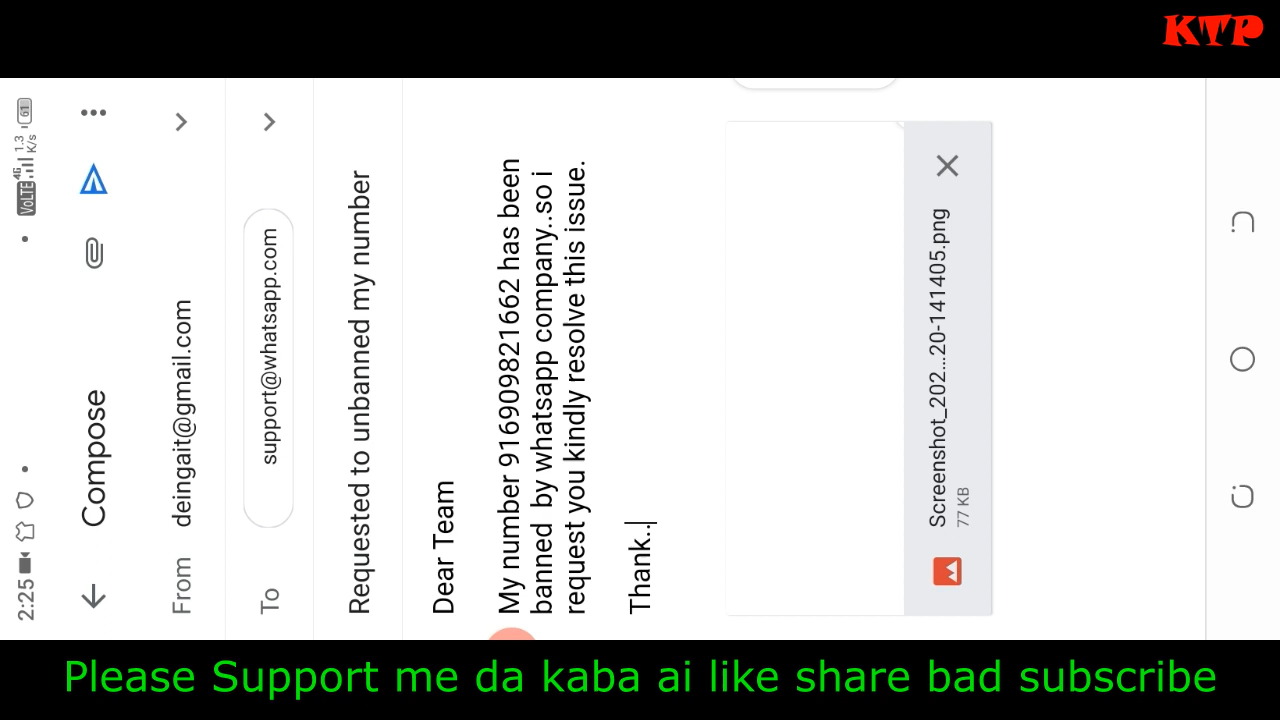 KTP
2:25
VoLTE 4G 1.3 K/s 61
Compose
From deingait@gmail.com
To support@whatsapp.com
Requested to unbanned my number
Dear Team
My number 916909821662 has been
banned by whatsapp company..so i
request you kindly resolve this issue.
Thank..
Screenshot_202...20-141405.png
77 KB
Please Support me da kaba ai like share bad subscribe